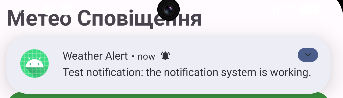 Метео Сповіщення
Weather Alert • now
Test notification: the notification system is working.